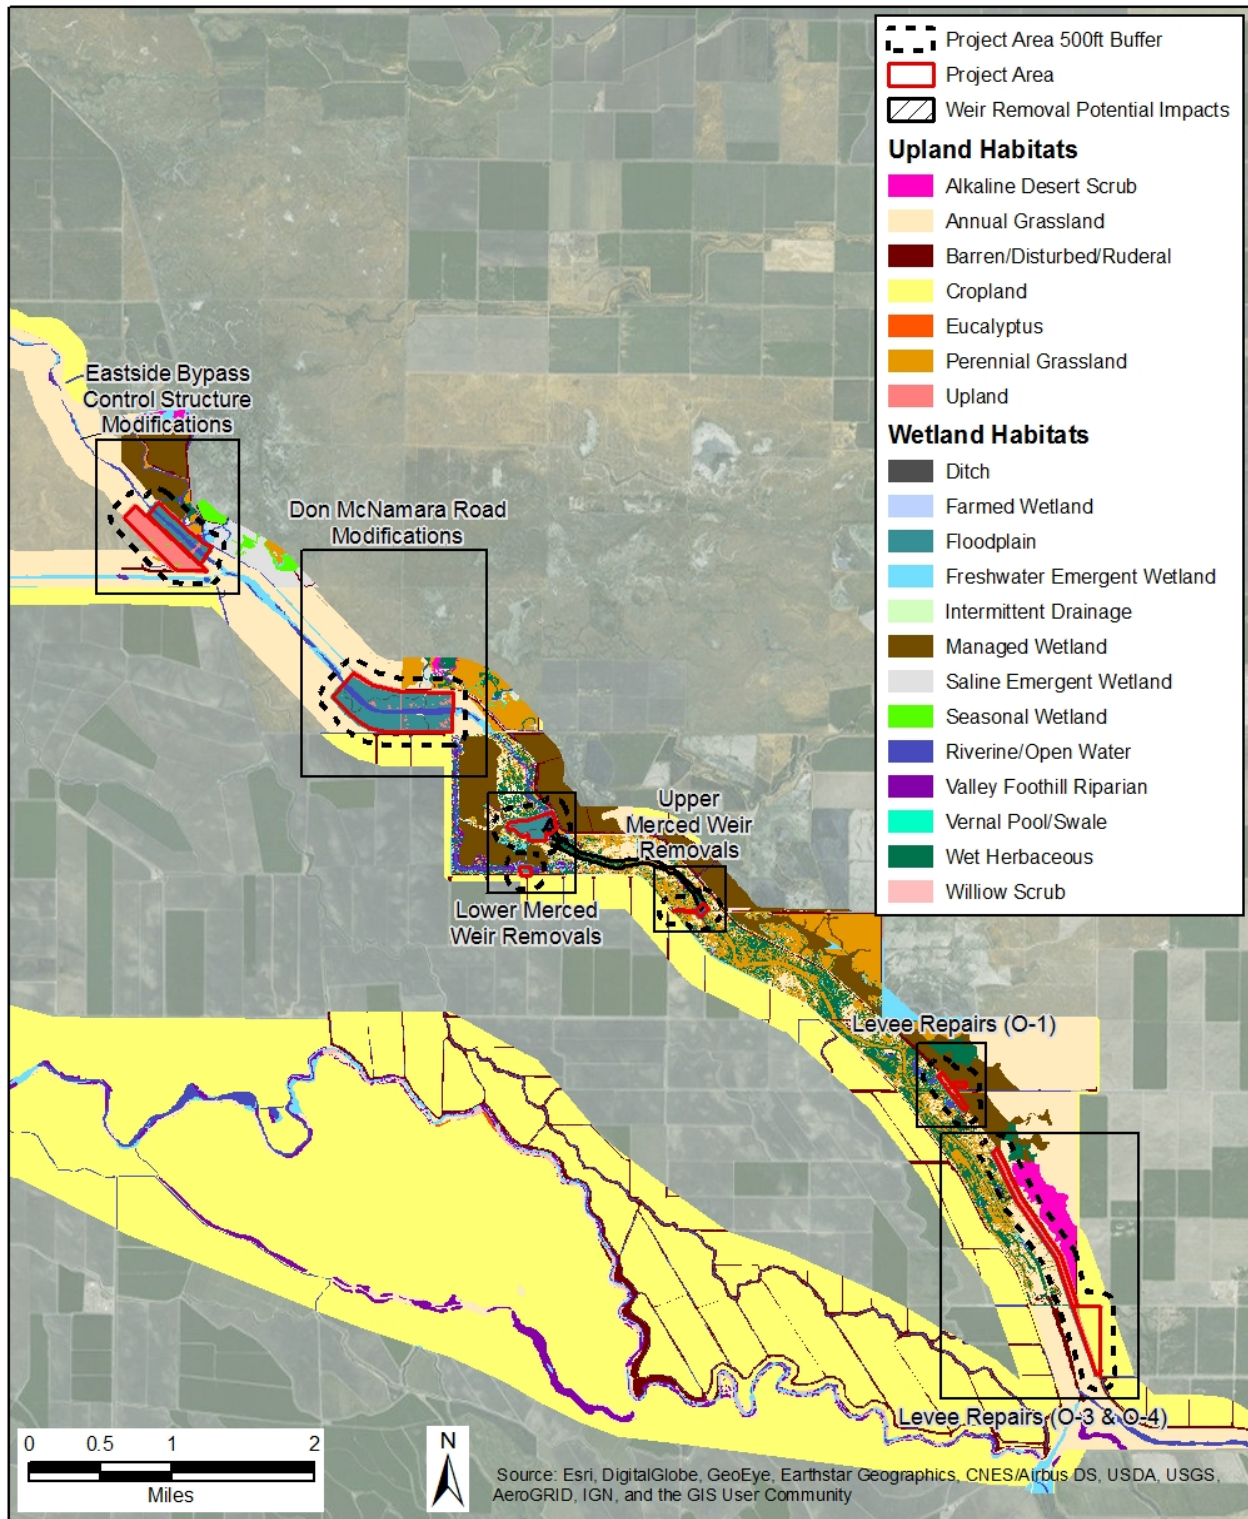 Project Area 500ft Buffer
Project Area
Weir Removal Potential Impacts
Upland Habitats
Alkaline Desert Scrub
Annual Grassland
Barren/Disturbed/Ruderal
Cropland
Eucalyptus
Perennial Grassland
Upland
Wetland Habitats
Ditch
Farmed Wetland
Floodplain
Freshwater Emergent Wetland
Intermittent Drainage
Managed Wetland
Saline Emergent Wetland
Seasonal Wetland
Riverine/Open Water
Valley Foothill Riparian
Vernal Pool/Swale
Wet Herbaceous
Williow Scrub
Eastside Bypass
Control Structure
Modifications
Don McNamara Road
Modifications
Upper
Merced Weir
Removals
Lower Merced
Weir Removals
Levee Repairs (O-1)
Levee Repairs (O-3 & O-4)
0 0.5 1 2
Miles
N
Source: Esri, DigitalGlobe, GeoEye, Earthstar Geographics, CNES/Airbus DS, USDA, USGS,
AeroGRID, IGN, and the GIS User Community